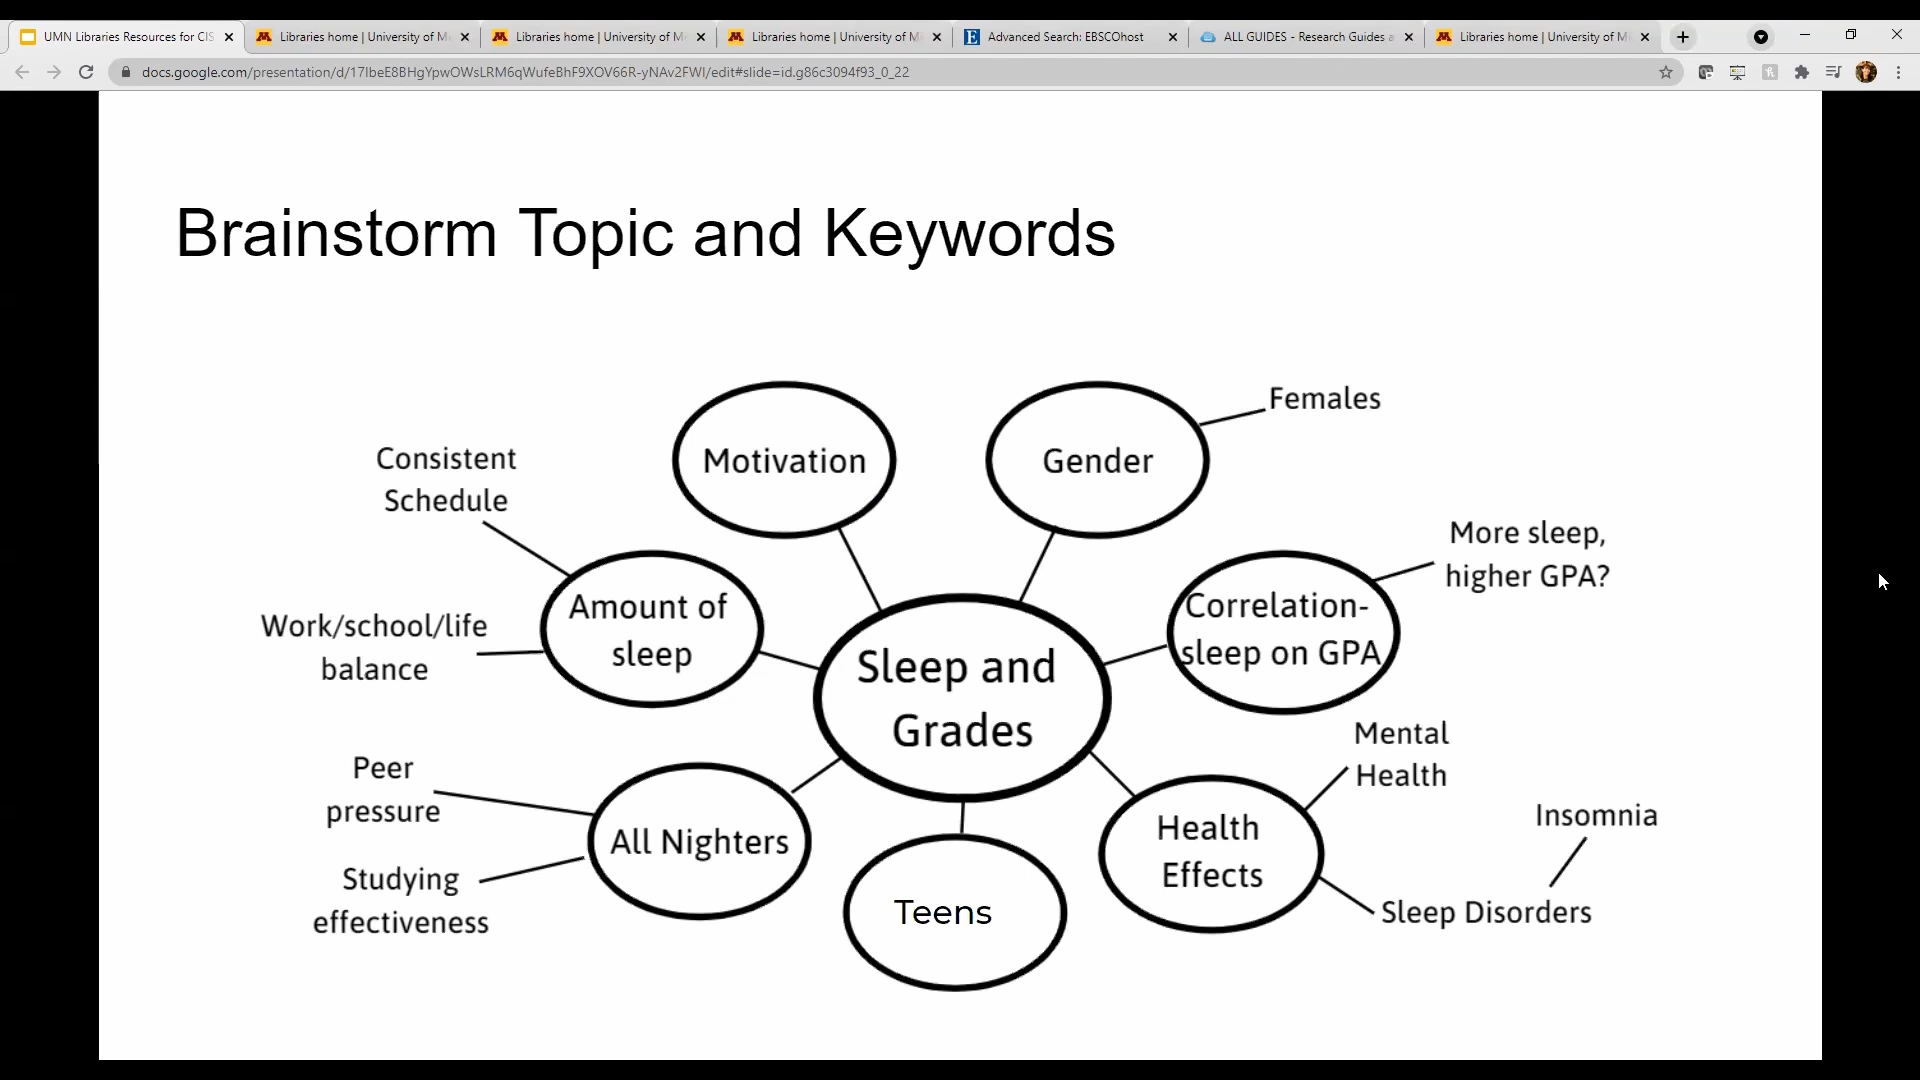 UMN Libraries Resources for CIS
Libraries home | University of M
Libraries home | University of M
Libraries home | University of M
Advanced Search: EBSCOhost
ALL GUIDES - Research Guides a
Libraries home | University of M
docs.google.com/presentation/d/17IbeE8BHgYpwOWsLRM6qWufeBhF9XOV66R-yNAv2FWI/edit#slide=id.g86c3094f93_0_22
Brainstorm Topic and Keywords
Motivation
Gender
Females
Consistent
Schedule
Amount of
sleep
Work/school/life
balance
More sleep,
higher GPA?
Correlation-
sleep on GPA
Sleep and
Grades
Peer
pressure
All Nighters
Studying
effectiveness
Teens
Health
Effects
Mental
Health
Insomnia
Sleep Disorders